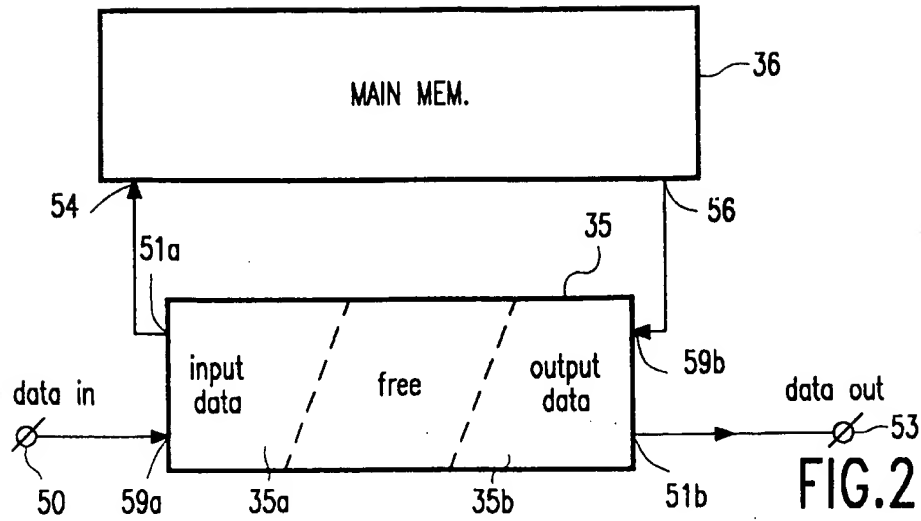 MAIN MEM.
36
54
56
51a
35
input
data
free
output
data
59b
data in
data out
53
50
59a
35a
35b
51b
FIG.2